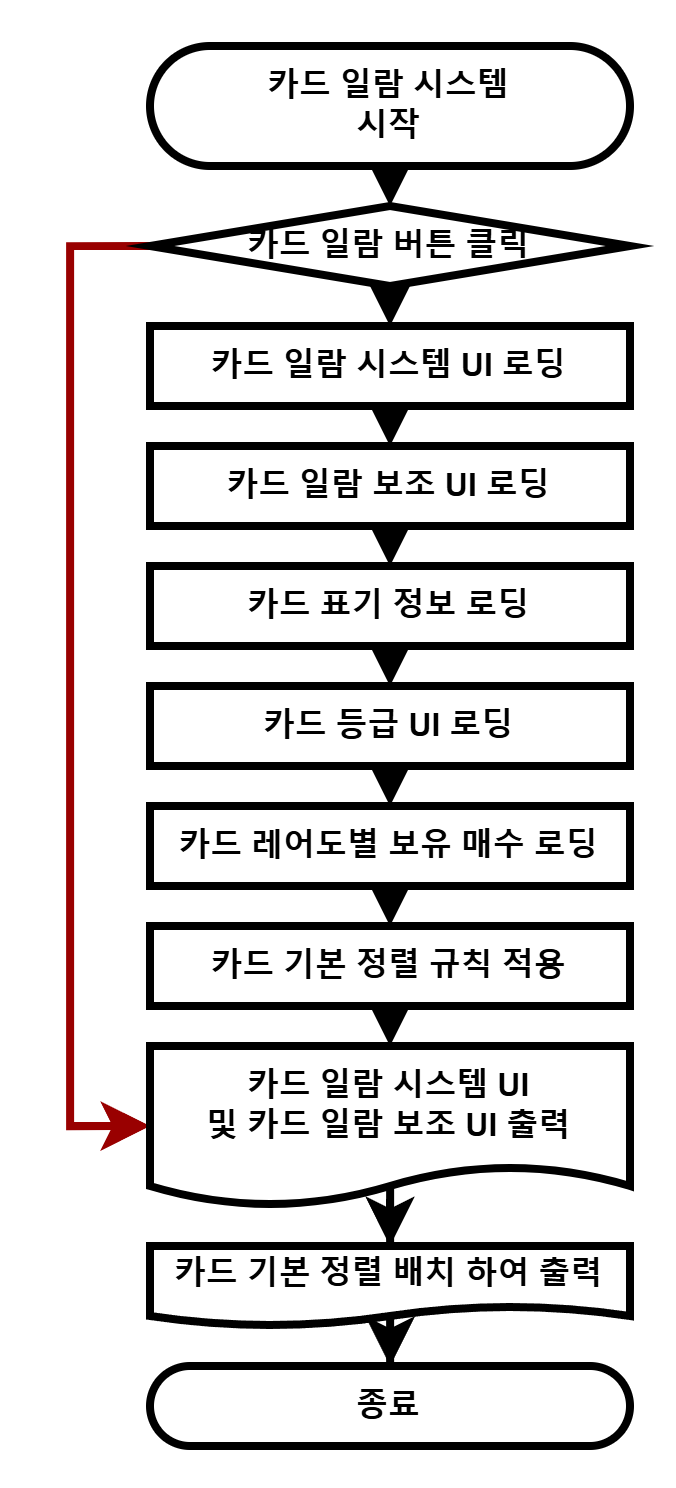 카드 일람 시스템
시작
카드 일람 버튼 클릭
카드 일람 시스템 UI 로딩
카드 일람 보조 UI 로딩
카드 표기 정보 로딩
카드 등급 UI 로딩
카드 레어도별 보유 매수 로딩
카드 기본 정렬 규칙 적용
카드 일람 시스템 UI
및 카드 일람 보조 UI 출력
카드 기본 정렬 배치 하여 출력
종료